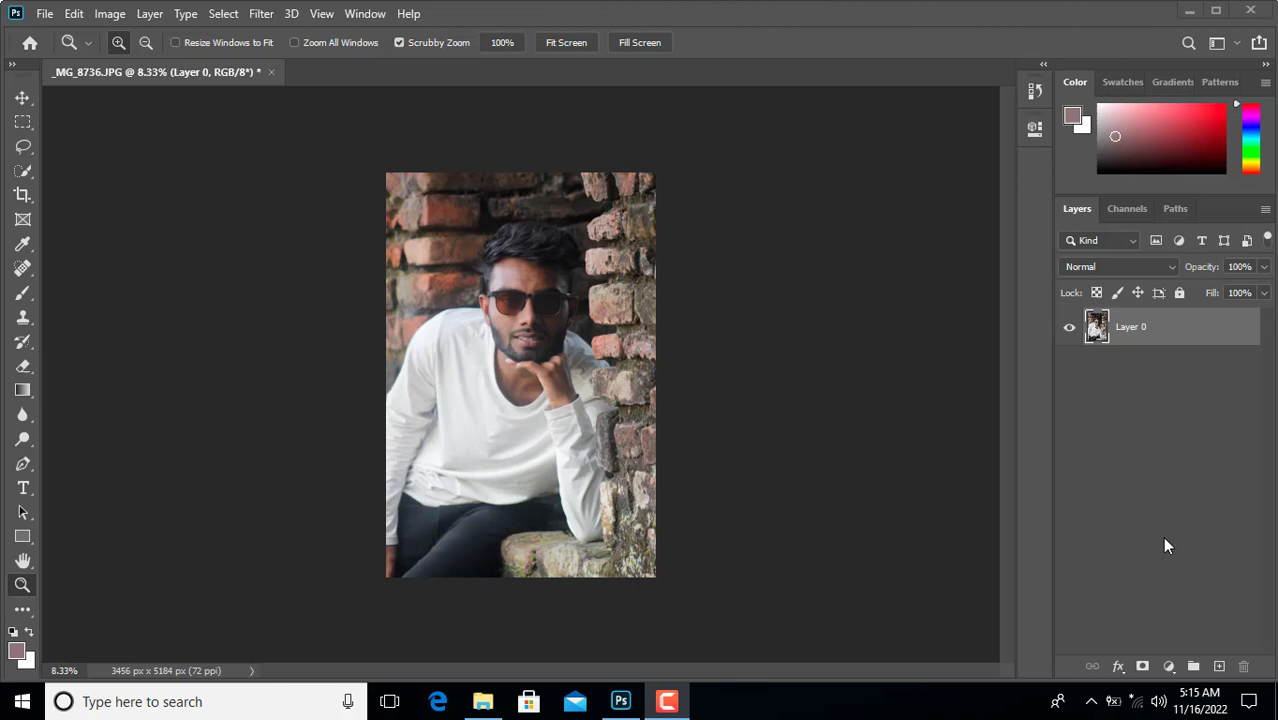 Ps File Edit Image Layer Type Select Filter 3D View Window Help
Resize Windows to Fit Zoom All Windows Scrubby Zoom 100% Fit Screen Fill Screen
_MG_8736.JPG @ 8.33% (Layer 0, RGB/8*) *
Color Swatches Gradients Patterns
Layers Channels Paths
Kind
Normal Opacity: 100%
Lock: Fill: 100%
Layer 0
8.33% 3456 px x 5184 px (72 ppi)
Type here to search
Ps
5:15 AM
11/16/2022